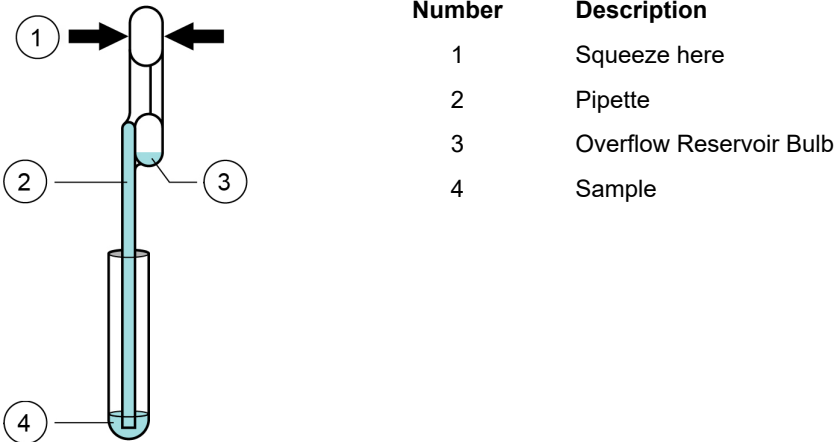 Number Description
1 Squeeze here
2 Pipette
3 Overflow Reservoir Bulb
4 Sample
1
2
3
4